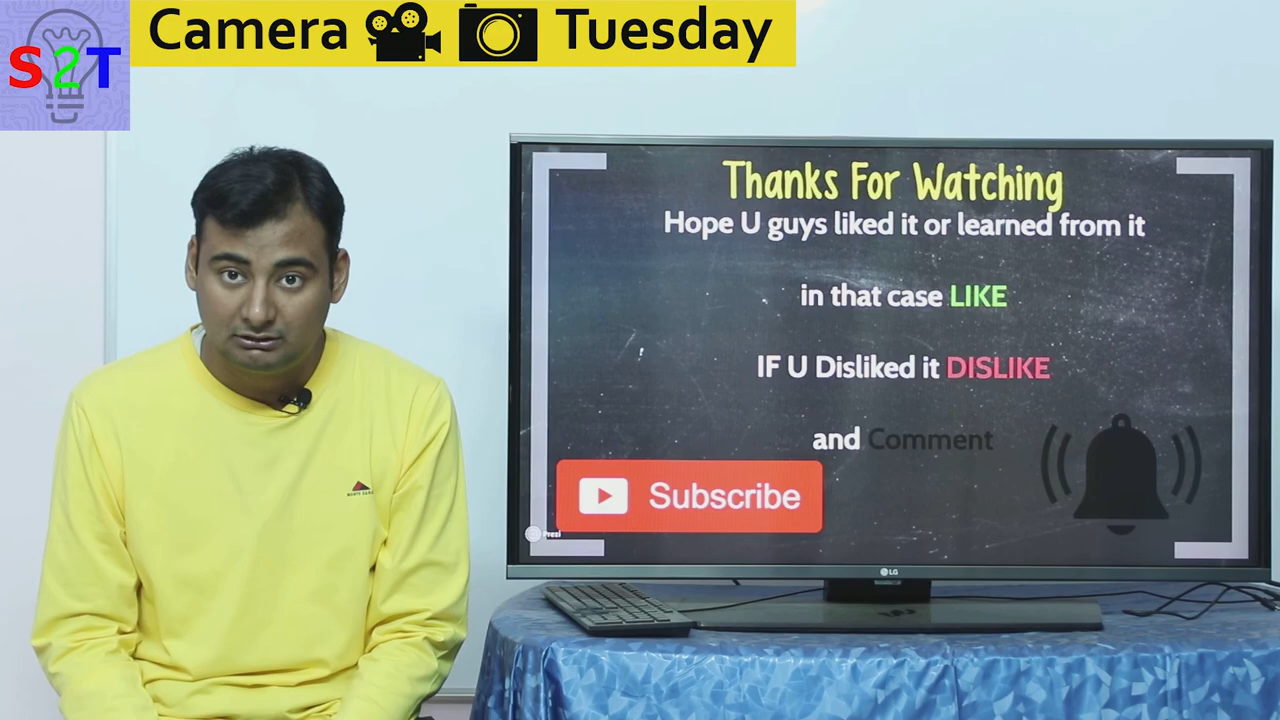 Camera Tuesday
S2T
Thanks For Watching
Hope U guys liked it or learned from it
in that case LIKE
IF U Disliked it DISLIKE
and Comment
Subscribe
Prezi
LG